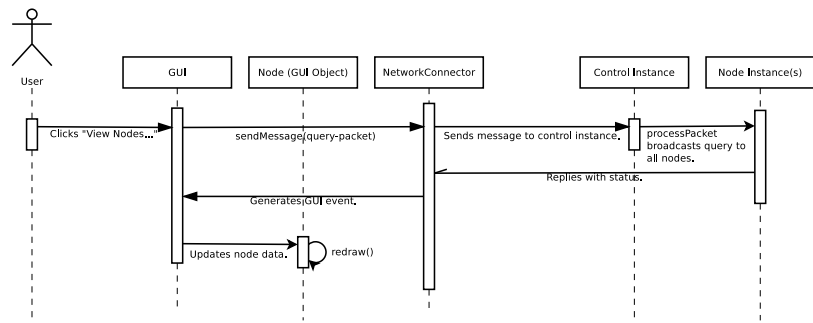 User
GUI
Node (GUI Object)
NetworkConnector
Control Instance
Node Instance(s)
Clicks "View Nodes..."
sendMessage(query-packet)
Sends message to control instance.
processPacket
broadcasts query to
all nodes.
Replies with status.
Generates GUI event.
Updates node data.
redraw()